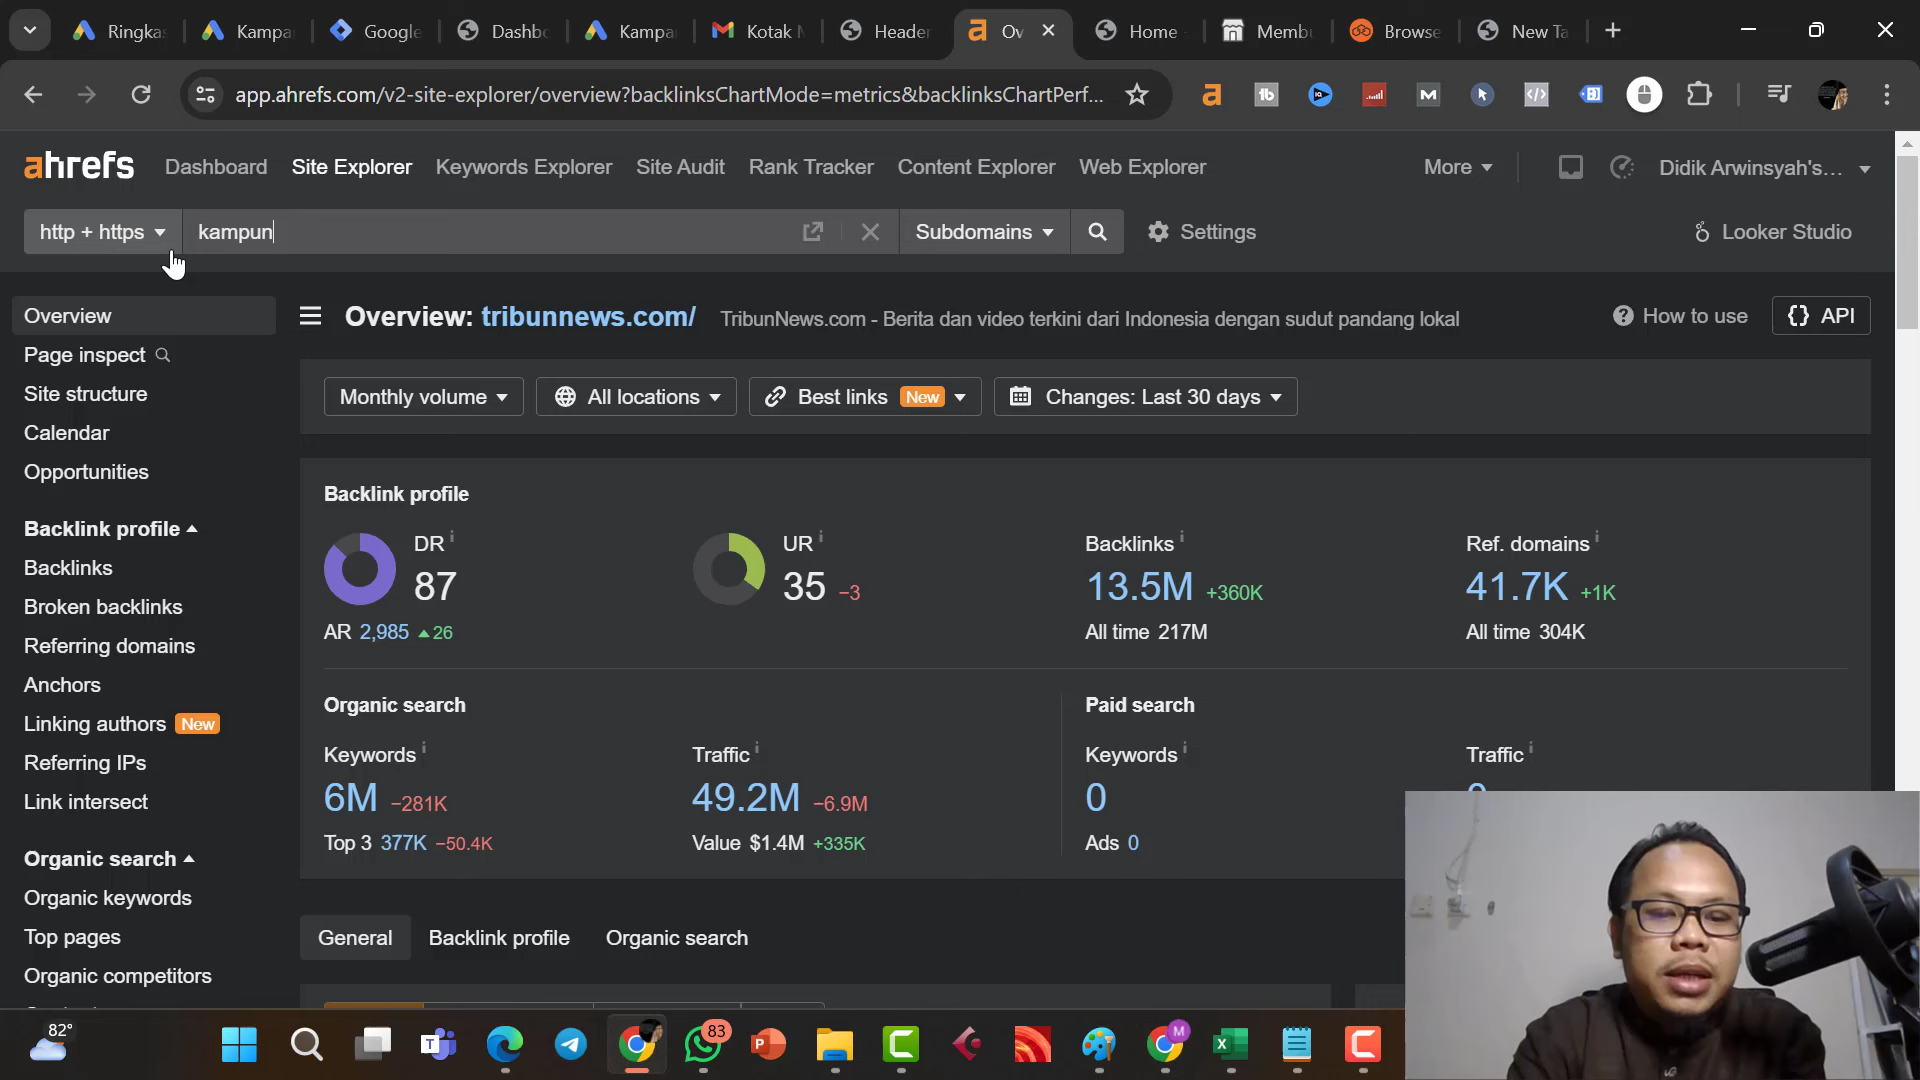 Ringkas
Kampa
Google
Dashbo
Kampa
Kotak M
Header
Ov
Home
Memb
Browse
New Ta
app.ahrefs.com/v2-site-explorer/overview?backlinksChartMode=metrics&backlinksChartPerf...
ahrefs
Dashboard
Site Explorer
Keywords Explorer
Site Audit
Rank Tracker
Content Explorer
Web Explorer
More
Didik Arwinsyah's...
http + https
kampun
Subdomains
Settings
Looker Studio
Overview
Page inspect
Site structure
Calendar
Opportunities
Backlink profile
Backlinks
Broken backlinks
Referring domains
Anchors
Linking authors New
Referring IPs
Link intersect
Organic search
Organic keywords
Top pages
Organic competitors
Overview: tribunnews.com/
TribunNews.com - Berita dan video terkini dari Indonesia dengan sudut pandang lokal
How to use
{} API
Monthly volume
All locations
Best links New
Changes: Last 30 days
Backlink profile
DR
87
AR 2,985 26
UR
35 −3
Backlinks
13.5M +360K
All time 217M
Ref. domains
41.7K +1K
All time 304K
Organic search
Keywords
6M −281K
Top 3 377K −50.4K
Traffic
49.2M −6.9M
Value $1.4M +335K
Paid search
Keywords
0
Ads 0
Traffic
General
Backlink profile
Organic search
82°
83